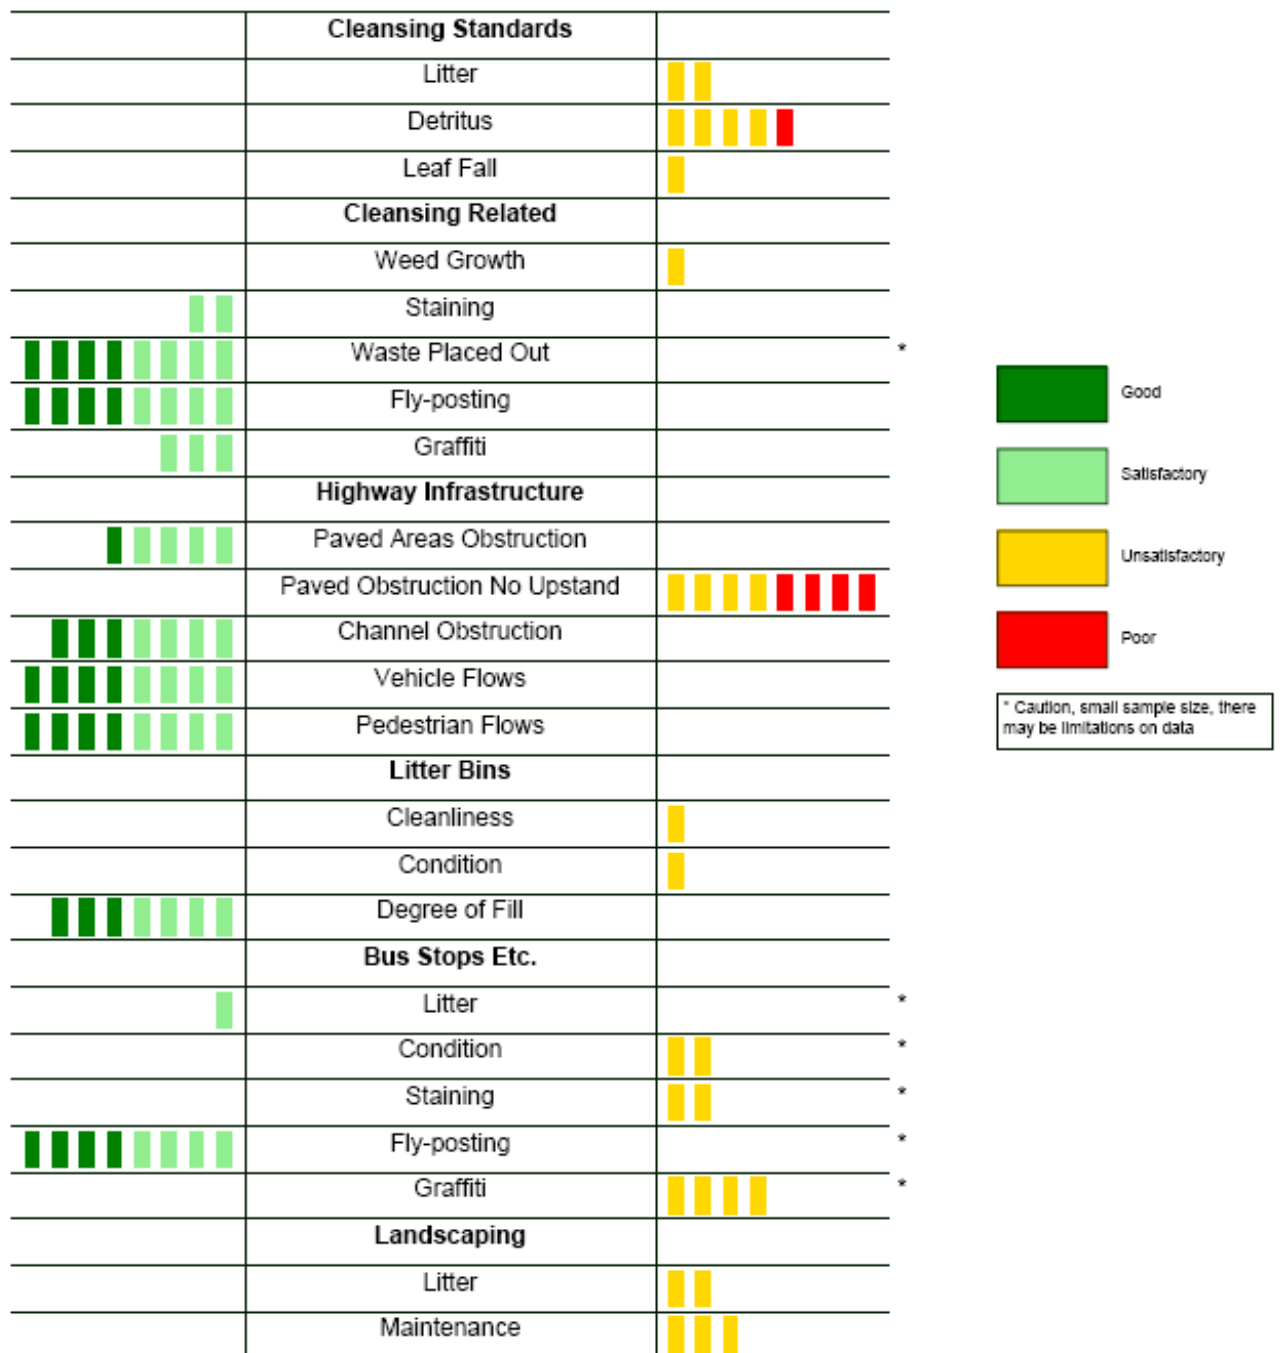 Cleansing Standards
Litter
Detritus
Leaf Fall
Cleansing Related
Weed Growth
Staining
Waste Placed Out *
Fly-posting
Graffiti
Highway Infrastructure
Paved Areas Obstruction
Paved Obstruction No Upstand
Channel Obstruction
Vehicle Flows
Pedestrian Flows
Litter Bins
Cleanliness
Condition
Degree of Fill
Bus Stops Etc.
Litter *
Condition *
Staining *
Fly-posting *
Graffiti *
Landscaping
Litter
Maintenance
Good
Satisfactory
Unsatisfactory
Poor
* Caution, small sample size, there
may be limitations on data